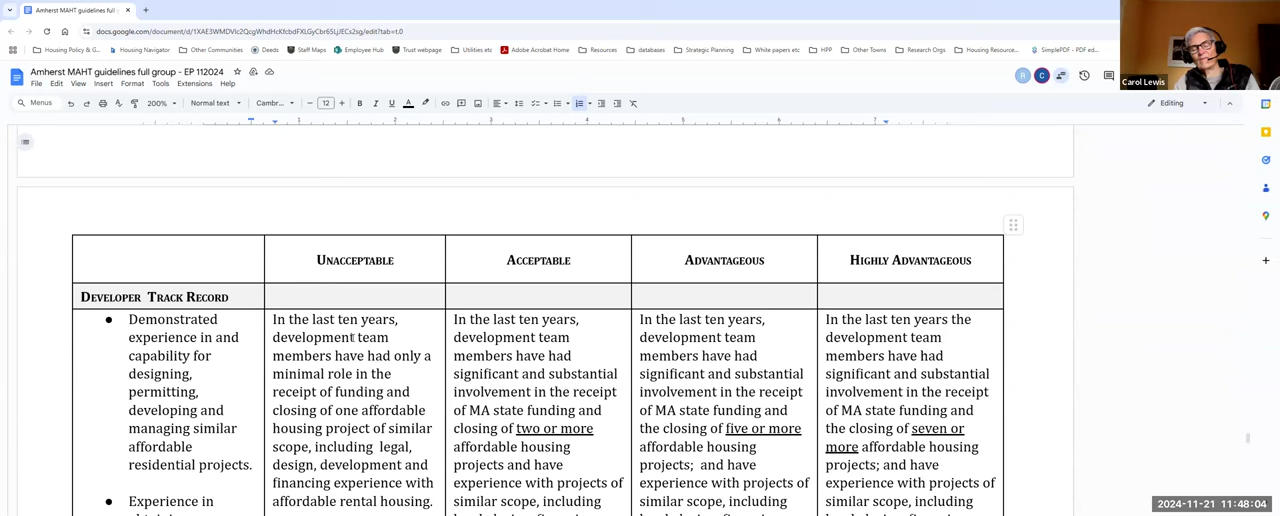 Amherst MAHT guidelines full g
docs.google.com/document/d/1XAE3WMDVlc2QcgWhdHcKfcbdFXLGyCbr65LjJECs2sg/edit?tab=t.0
Housing Policy & G...
Housing Navigator
Other Communities
Deeds
Staff Maps
Employee Hub
Trust webpage
Utilities etc
Adobe Acrobat Home
Resources
databases
Strategic Planning
White papers etc
HPP
Other Towns
Research Orgs
Housing Resource...
SimplePDF - PDF ed...
Amherst MAHT guidelines full group - EP 112024
File Edit View Insert Format Tools Extensions Help
R C
Menus 200% Normal text Cambr... 12 Editing
1 2 3 4 5 6 7
Carol Lewis
Unacceptable Acceptable Advantageous Highly Advantageous
Developer Track Record
Demonstrated
experience in and
capability for
designing,
permitting,
developing and
managing similar
affordable
residential projects.
Experience in
In the last ten years,
development team
members have had only a
minimal role in the
receipt of funding and
closing of one affordable
housing project of similar
scope, including legal,
design, development and
financing experience with
affordable rental housing.
In the last ten years,
development team
members have had
significant and substantial
involvement in the receipt
of MA state funding and
closing of two or more
affordable housing
projects and have
experience with projects of
similar scope, including
In the last ten years,
development team
members have had
significant and substantial
involvement in the receipt
of MA state funding and
the closing of five or more
affordable housing
projects; and have
experience with projects of
similar scope, including
In the last ten years the
development team
members have had
significant and substantial
involvement in the receipt
of MA state funding and
the closing of seven or
more affordable housing
projects; and have
experience with projects of
similar scope, including
2024-11-21 11:48:04